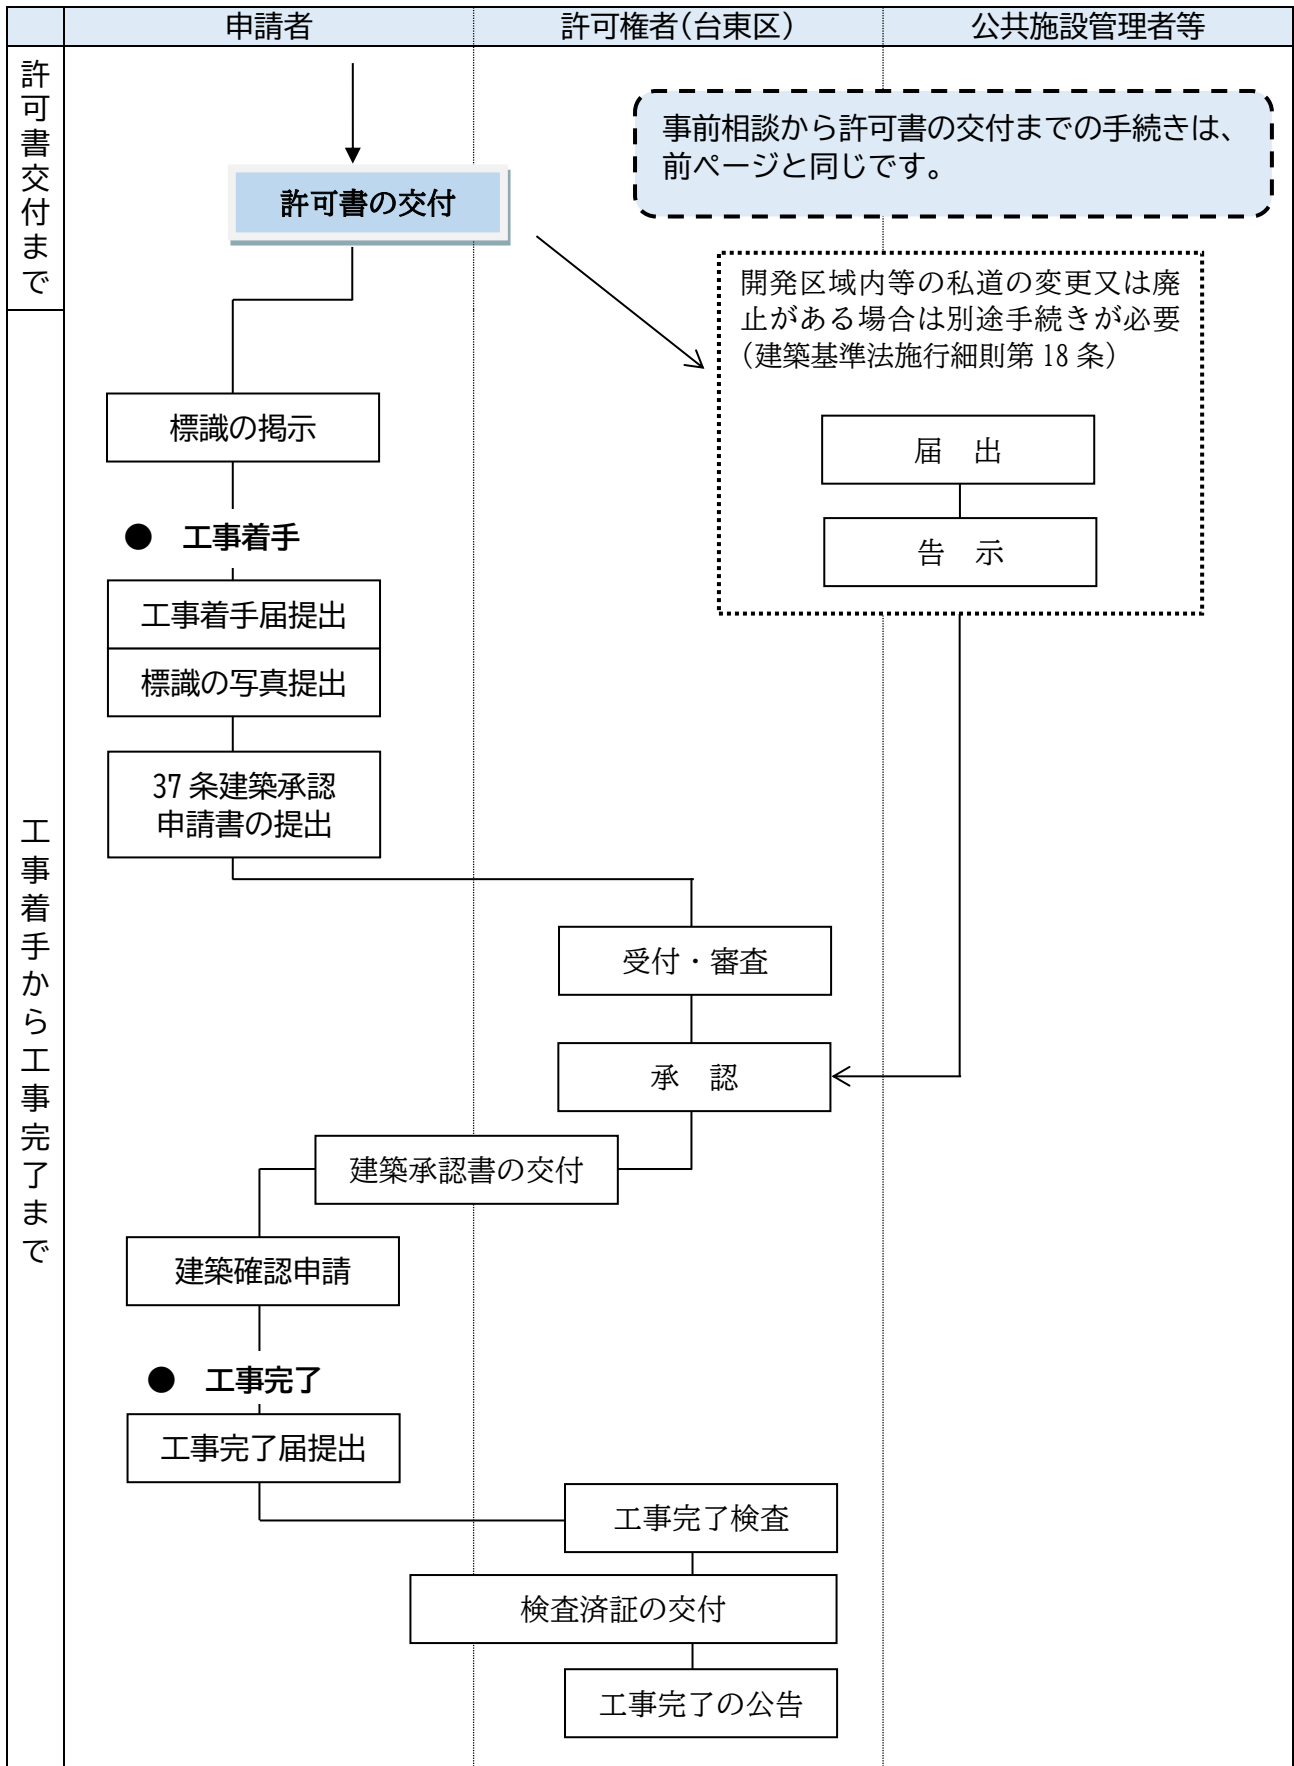 申請者
許可権者(台東区)
公共施設管理者等
許可書交付まで
事前相談から許可書の交付までの手続きは、
前ページと同じです。
許可書の交付
開発区域内等の私道の変更又は廃
止がある場合は別途手続きが必要
(建築基準法施行細則第18条)
届　出
告　示
標識の掲示
●　工事着手
工事着手届提出
標識の写真提出
37条建築承認
申請書の提出
工事着手から工事完了まで
受付・審査
承　認
建築承認書の交付
建築確認申請
●　工事完了
工事完了届提出
工事完了検査
検査済証の交付
工事完了の公告